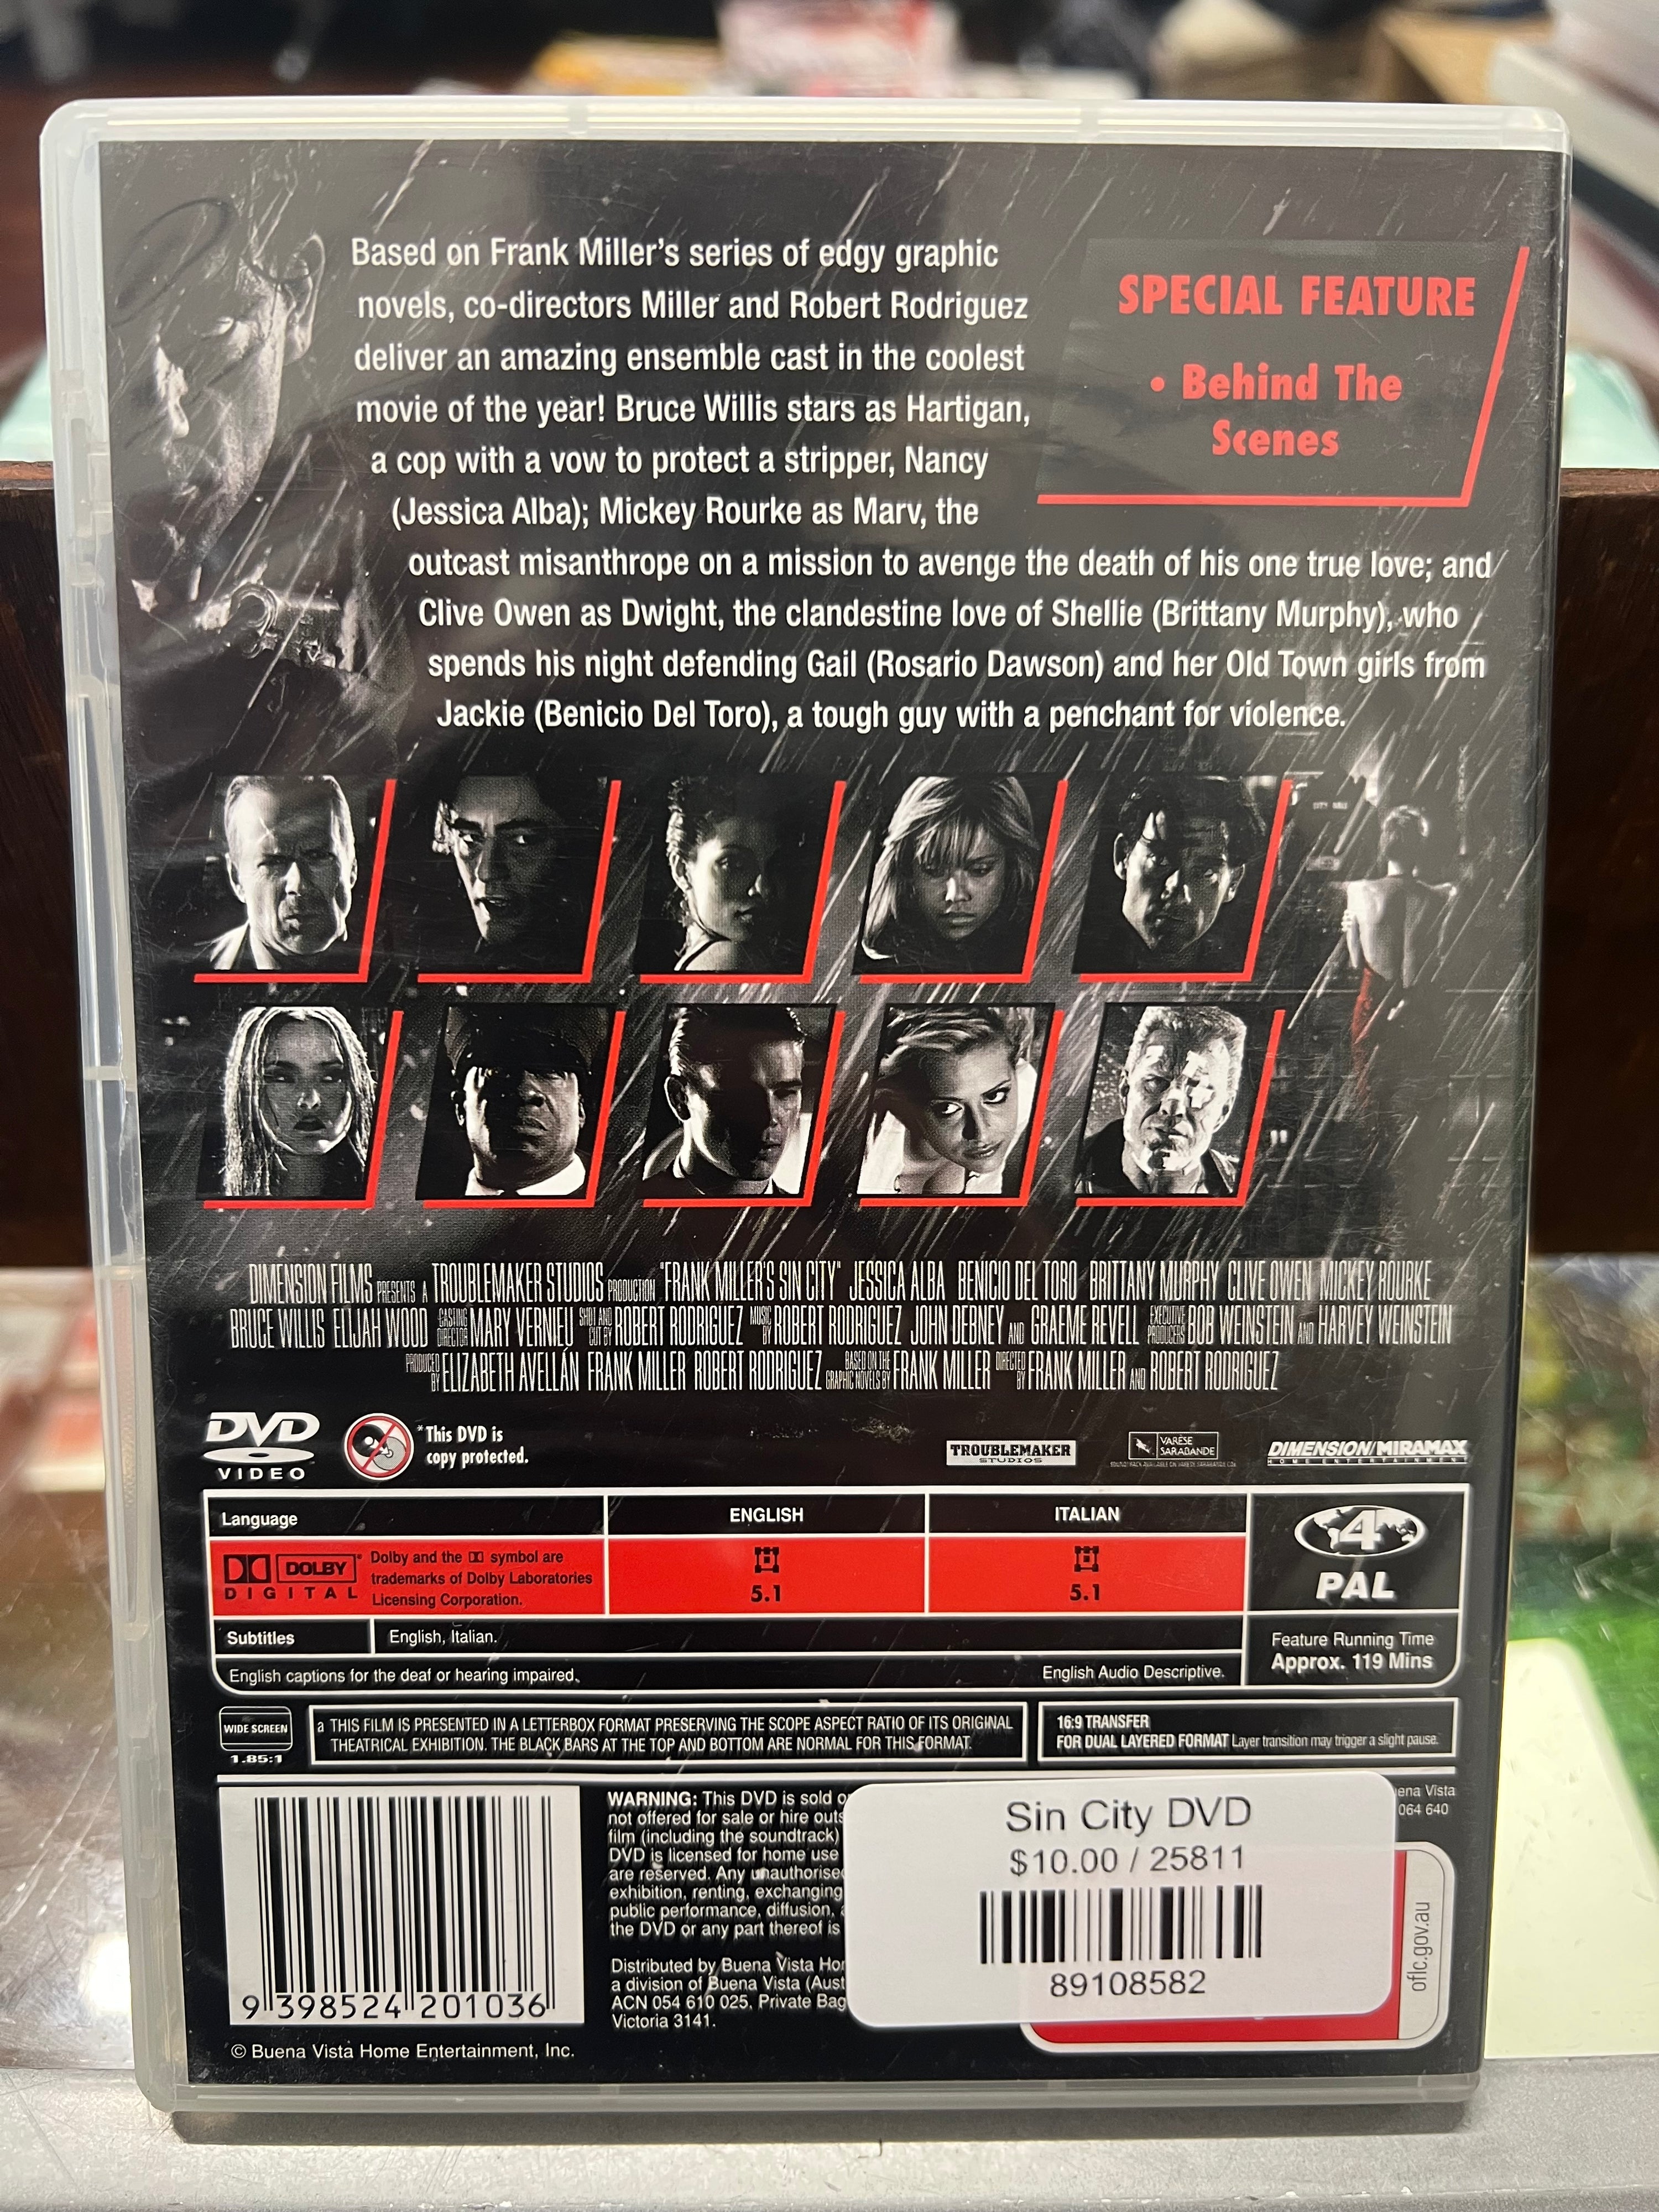 Based on Frank Miller's series of edgy graphic
novels, co-directors Miller and Robert Rodriguez
deliver an amazing ensemble cast in the coolest
movie of the year! Bruce Willis stars as Hartigan,
a cop with a vow to protect a stripper, Nancy
(Jessica Alba); Mickey Rourke as Marv, the
outcast misanthrope on a mission to avenge the death of his one true love; and
Clive Owen as Dwight, the clandestine love of Shellie (Brittany Murphy), who
spends his night defending Gail (Rosario Dawson) and her Old Town girls from
Jackie (Benicio Del Toro), a tough guy with a penchant for violence.
SPECIAL FEATURE
• Behind The
Scenes
DIMENSION FILMS PRESENTS A TROUBLEMAKER STUDIOS PRODUCTION "FRANK MILLER'S SIN CITY" JESSICA ALBA BENICIO DEL TORO BRITTANY MURPHY CLIVE OWEN MICKEY ROURKE
BRUCE WILLIS ELIJAH WOOD CASTING DIRECTOR MARY VERNIEU SHOT AND CUT BY ROBERT RODRIGUEZ MUSIC BY ROBERT RODRIGUEZ JOHN DEBNEY AND GRAEME REVELL EXECUTIVE PRODUCERS BOB WEINSTEIN AND HARVEY WEINSTEIN
PRODUCED BY ELIZABETH AVELLÁN FRANK MILLER ROBERT RODRIGUEZ BASED ON THE GRAPHIC NOVELS BY FRANK MILLER DIRECTED BY FRANK MILLER AND ROBERT RODRIGUEZ
DVD
VIDEO
*This DVD is
copy protected.
TROUBLEMAKER
STUDIOS
VARÈSE
SARABANDE
DIMENSION/MIRAMAX
HOME ENTERTAINMENT
Language
ENGLISH
ITALIAN
DOLBY
DIGITAL
Dolby and the symbol are
trademarks of Dolby Laboratories
Licensing Corporation.
5.1
5.1
4
PAL
Subtitles
English, Italian.
Feature Running Time
Approx. 119 Mins
English captions for the deaf or hearing impaired.
English Audio Descriptive.
WIDE SCREEN
1.85:1
a THIS FILM IS PRESENTED IN A LETTERBOX FORMAT PRESERVING THE SCOPE ASPECT RATIO OF ITS ORIGINAL
THEATRICAL EXHIBITION. THE BLACK BARS AT THE TOP AND BOTTOM ARE NORMAL FOR THIS FORMAT.
16:9 TRANSFER
FOR DUAL LAYERED FORMAT Layer transition may trigger a slight pause.
9 398524 201036
© Buena Vista Home Entertainment, Inc.
WARNING: This DVD is sold
not offered for sale or hire
film (including the soundtrack)
DVD is licensed for home use
are reserved. Any
exhibition, renting, exchanging
public performance, diffusion,
the DVD or any part thereof is
Distributed by Buena Vista
a division of Buena Vista
ACN 054 610 025, Private Bag
Victoria 3141.
Vista
064 640
Sin City DVD
$10.00 / 25811
89108582
oflc.gov.au